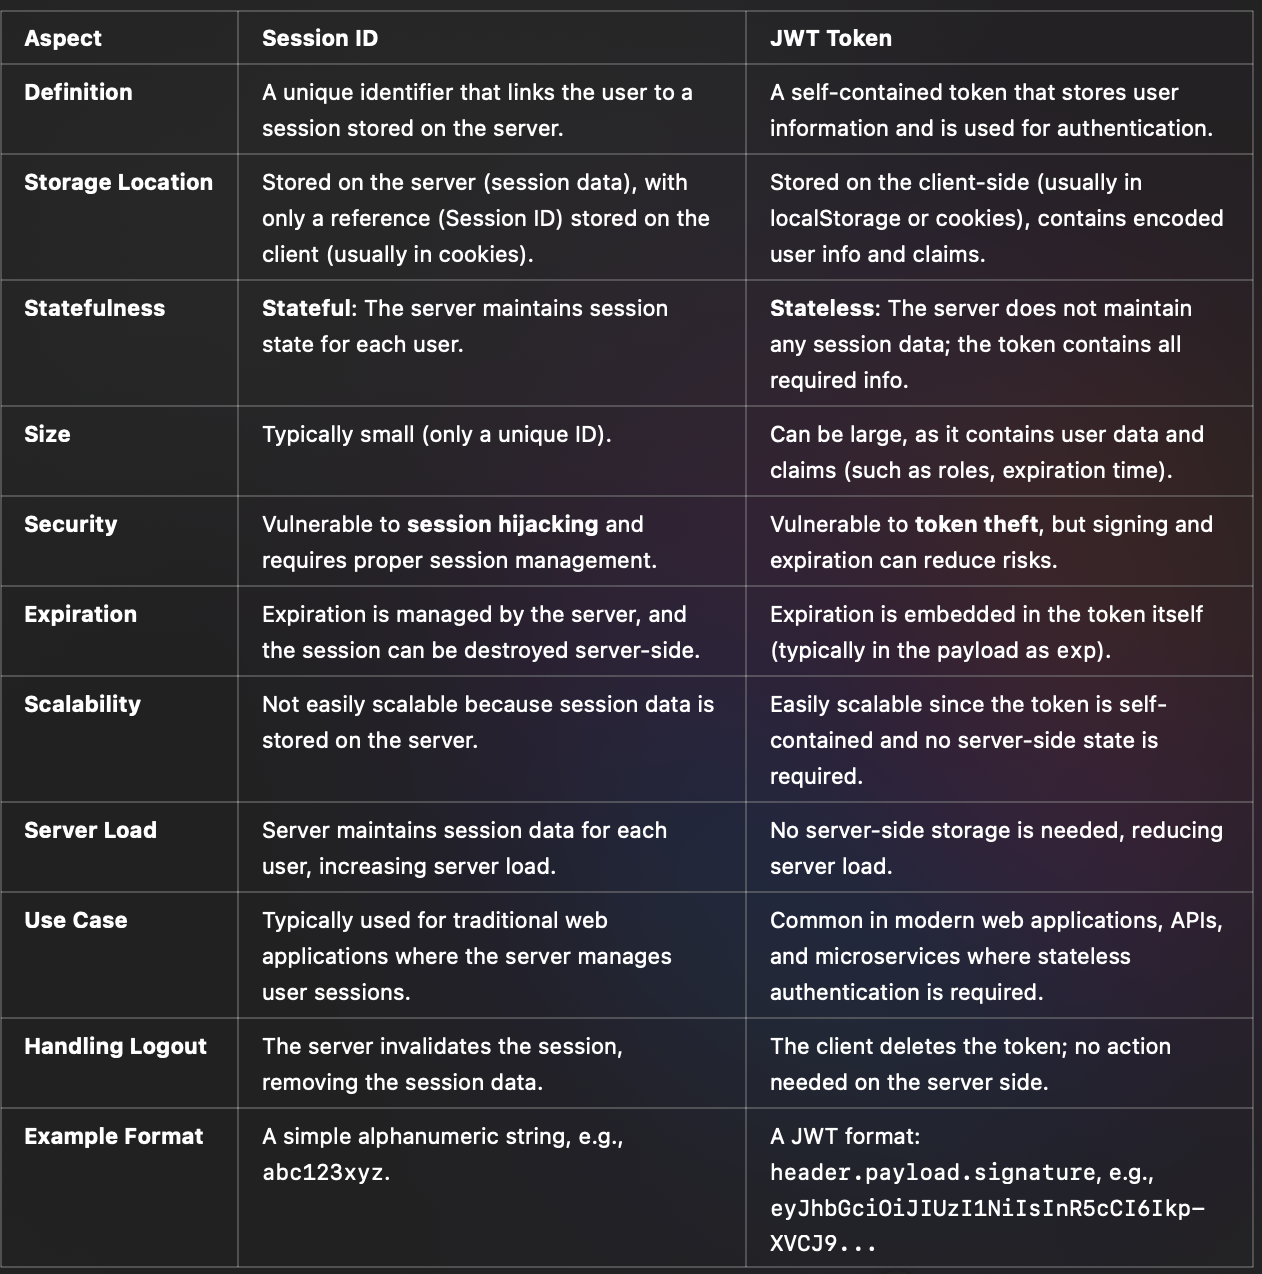 Aspect
Session ID
JWT Token
Definition
A unique identifier that links the user to a
session stored on the server.
A self-contained token that stores user
information and is used for authentication.
Storage Location
Stored on the server (session data), with
only a reference (Session ID) stored on the
client (usually in cookies).
Stored on the client-side (usually in
localStorage or cookies), contains encoded
user info and claims.
Statefulness
Stateful: The server maintains session
state for each user.
Stateless: The server does not maintain
any session data; the token contains all
required info.
Size
Typically small (only a unique ID).
Can be large, as it contains user data and
claims (such as roles, expiration time).
Security
Vulnerable to session hijacking and
requires proper session management.
Vulnerable to token theft, but signing and
expiration can reduce risks.
Expiration
Expiration is managed by the server, and
the session can be destroyed server-side.
Expiration is embedded in the token itself
(typically in the payload as exp).
Scalability
Not easily scalable because session data is
stored on the server.
Easily scalable since the token is self-
contained and no server-side state is
required.
Server Load
Server maintains session data for each
user, increasing server load.
No server-side storage is needed, reducing
server load.
Use Case
Typically used for traditional web
applications where the server manages
user sessions.
Common in modern web applications, APIs,
and microservices where stateless
authentication is required.
Handling Logout
The server invalidates the session,
removing the session data.
The client deletes the token; no action
needed on the server side.
Example Format
A simple alphanumeric string, e.g.,
abc123xyz.
A JWT format:
header.payload.signature, e.g.,
eyJhbGciOiJIUzI1NiIsInR5cCI6Ikp-
XVCJ9...